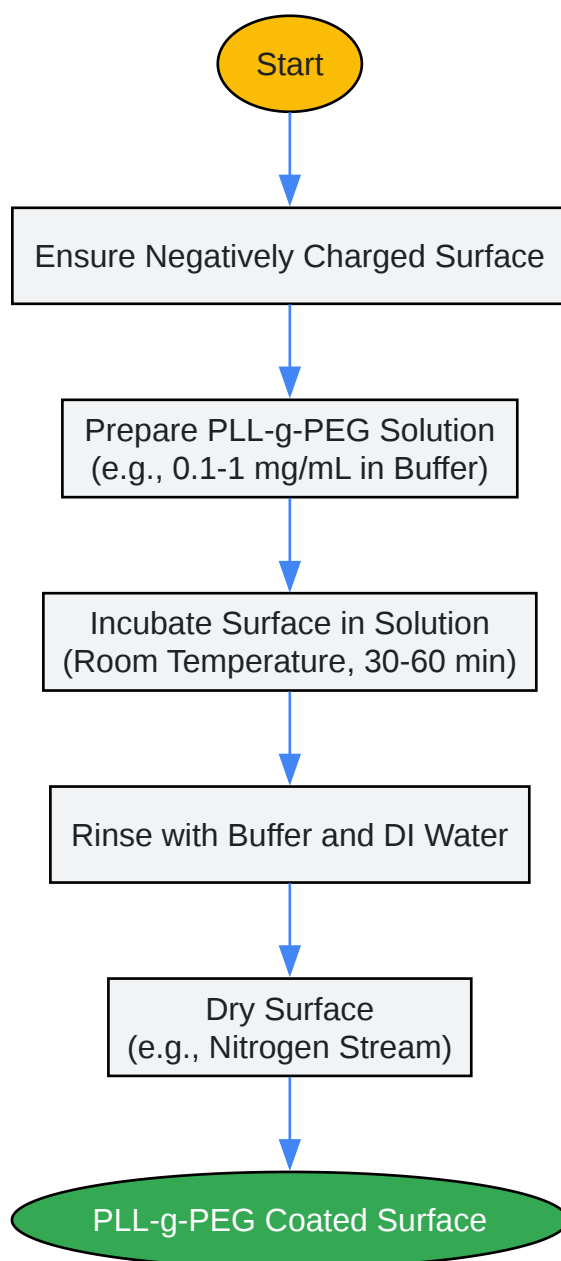 Start
Ensure Negatively Charged Surface
Prepare PLL-g-PEG Solution
(e.g., 0.1-1 mg/mL in Buffer)
Incubate Surface in Solution
(Room Temperature, 30-60 min)
Rinse with Buffer and DI Water
Dry Surface
(e.g., Nitrogen Stream)
PLL-g-PEG Coated Surface